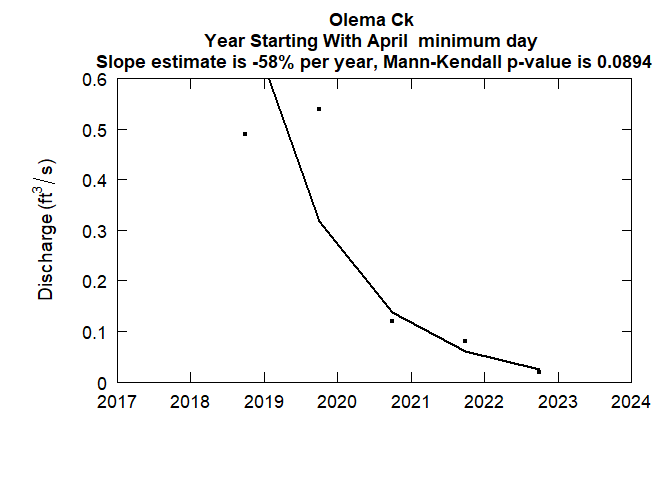 Olema Ck
Year Starting With April minimum day
Slope estimate is -58% per year, Mann-Kendall p-value is 0.0894
Discharge (ft³/s)
0.6
0.5
0.4
0.3
0.2
0.1
0
2017 2018 2019 2020 2021 2022 2023 2024